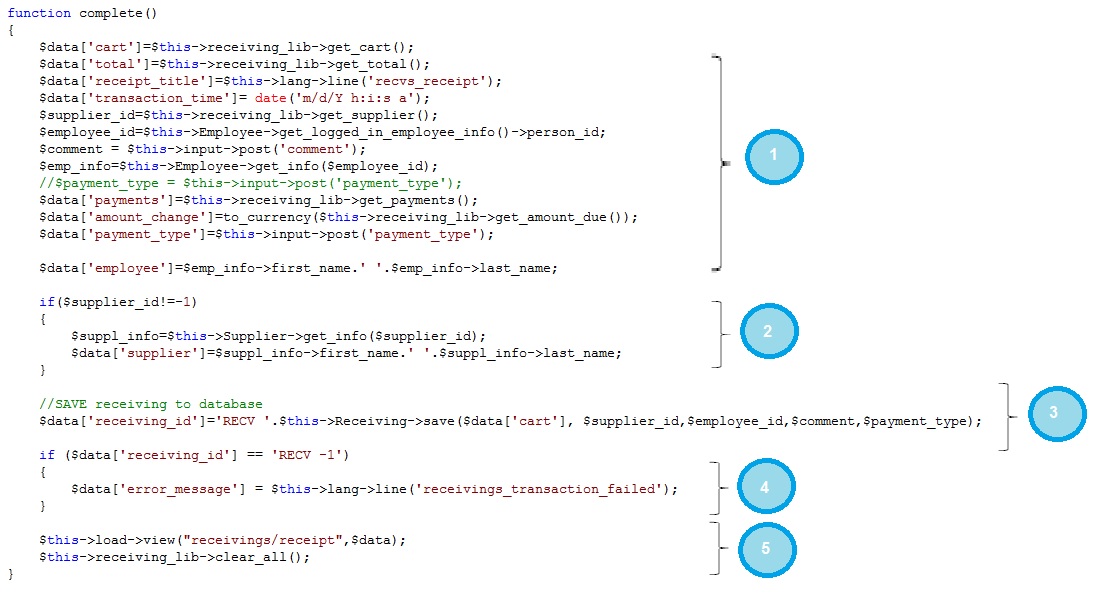 function complete()
{
$data['cart']=$this->receiving_lib->get_cart();
$data['total']=$this->receiving_lib->get_total();
$data['receipt_title']=$this->lang->line('recvs_receipt');
$data['transaction_time']= date('m/d/Y h:i:s a');
$supplier_id=$this->receiving_lib->get_supplier();
$employee_id=$this->Employee->get_logged_in_employee_info()->person_id;
$comment = $this->input->post('comment');
$emp_info=$this->Employee->get_info($employee_id);
//$payment_type = $this->input->post('payment_type');
$data['payments']=$this->receiving_lib->get_payments();
$data['amount_change']=to_currency($this->receiving_lib->get_amount_due());
$data['payment_type']=$this->input->post('payment_type');
$data['employee']=$emp_info->first_name.' '.$emp_info->last_name;
1
if($supplier_id!=-1)
{
$suppl_info=$this->Supplier->get_info($supplier_id);
$data['supplier']=$suppl_info->first_name.' '.$suppl_info->last_name;
}
2
//SAVE receiving to database
$data['receiving_id']='RECV '.$this->Receiving->save($data['cart'], $supplier_id,$employee_id,$comment,$payment_type);
3
if ($data['receiving_id'] == 'RECV -1')
{
$data['error_message'] = $this->lang->line('receivings_transaction_failed');
}
4
$this->load->view("receivings/receipt",$data);
$this->receiving_lib->clear_all();
5
}